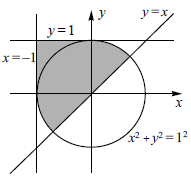 y=x
y=1
y
x=−1
x
x²+y²=1²